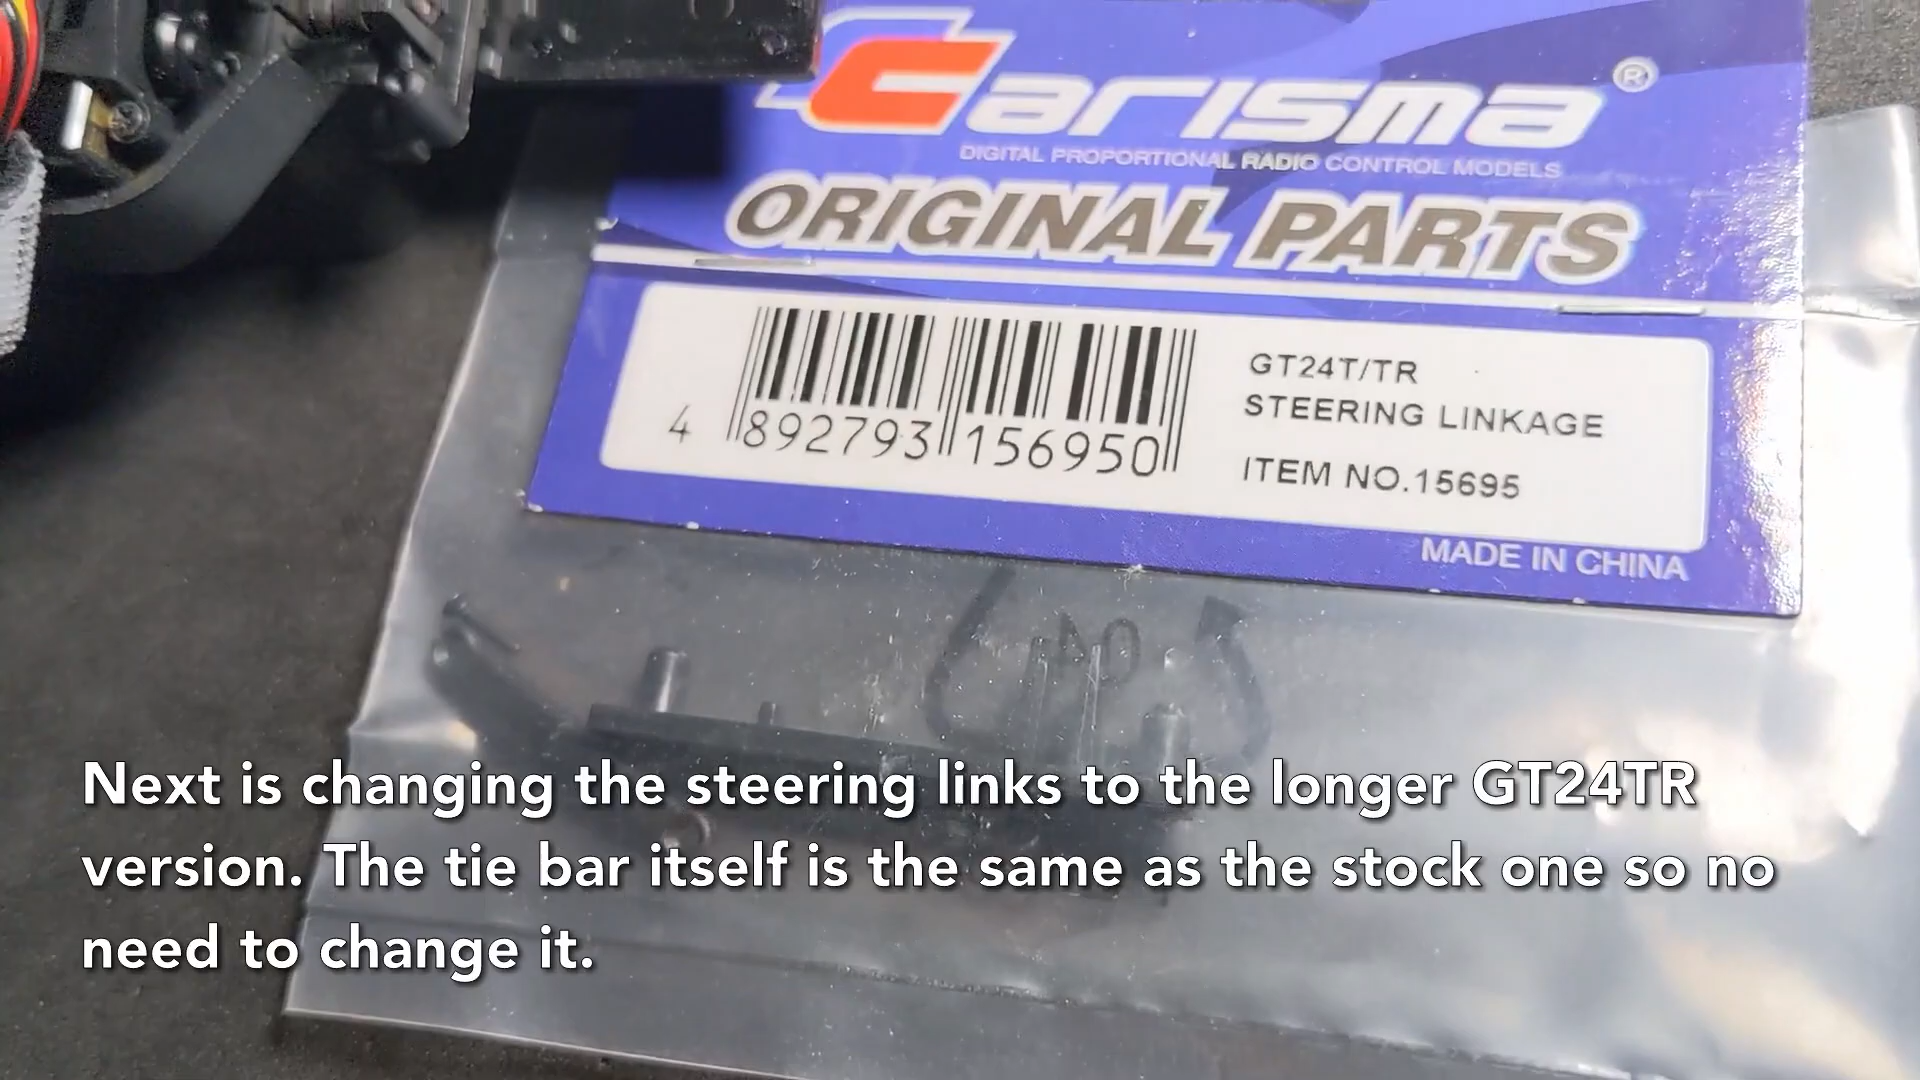 Carisma®
DIGITAL PROPORTIONAL RADIO CONTROL MODELS
ORIGINAL PARTS
GT24T/TR
STEERING LINKAGE
4 892793 156950
ITEM NO.15695
MADE IN CHINA
04
Next is changing the steering links to the longer GT24TR
version. The tie bar itself is the same as the stock one so no
need to change it.